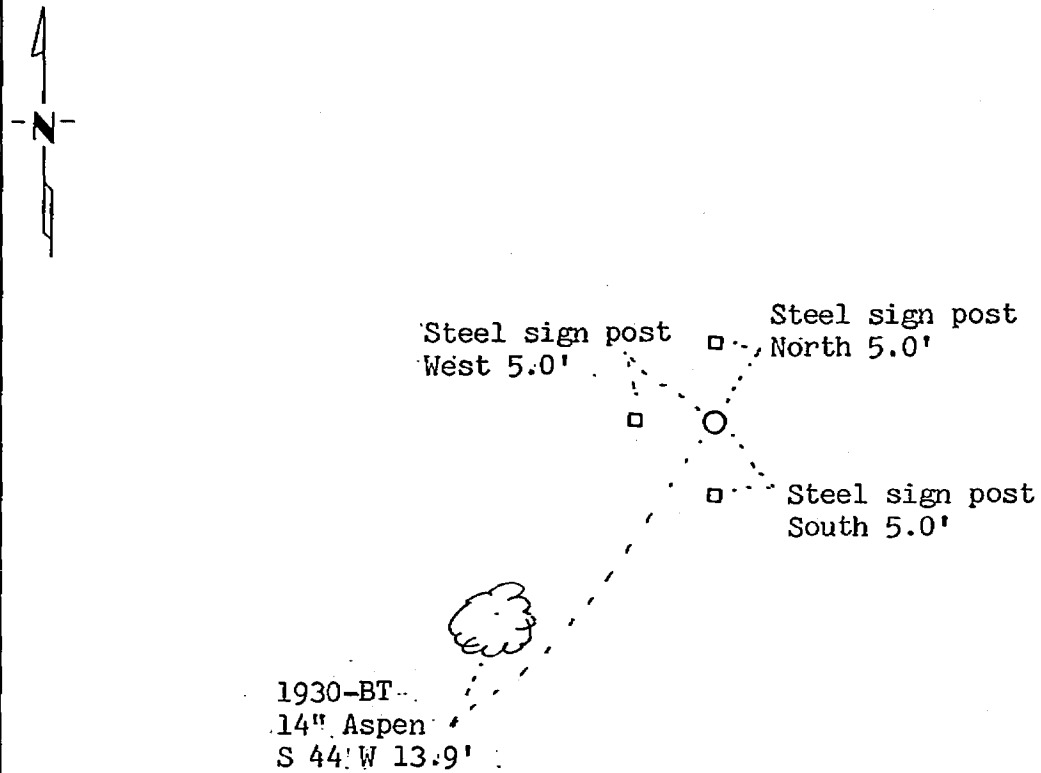 -N-
Steel sign post
North 5.0'
Steel sign post
West 5.0'
Steel sign post
South 5.0'
1930-BT
14" Aspen
S 44' W 13.9'